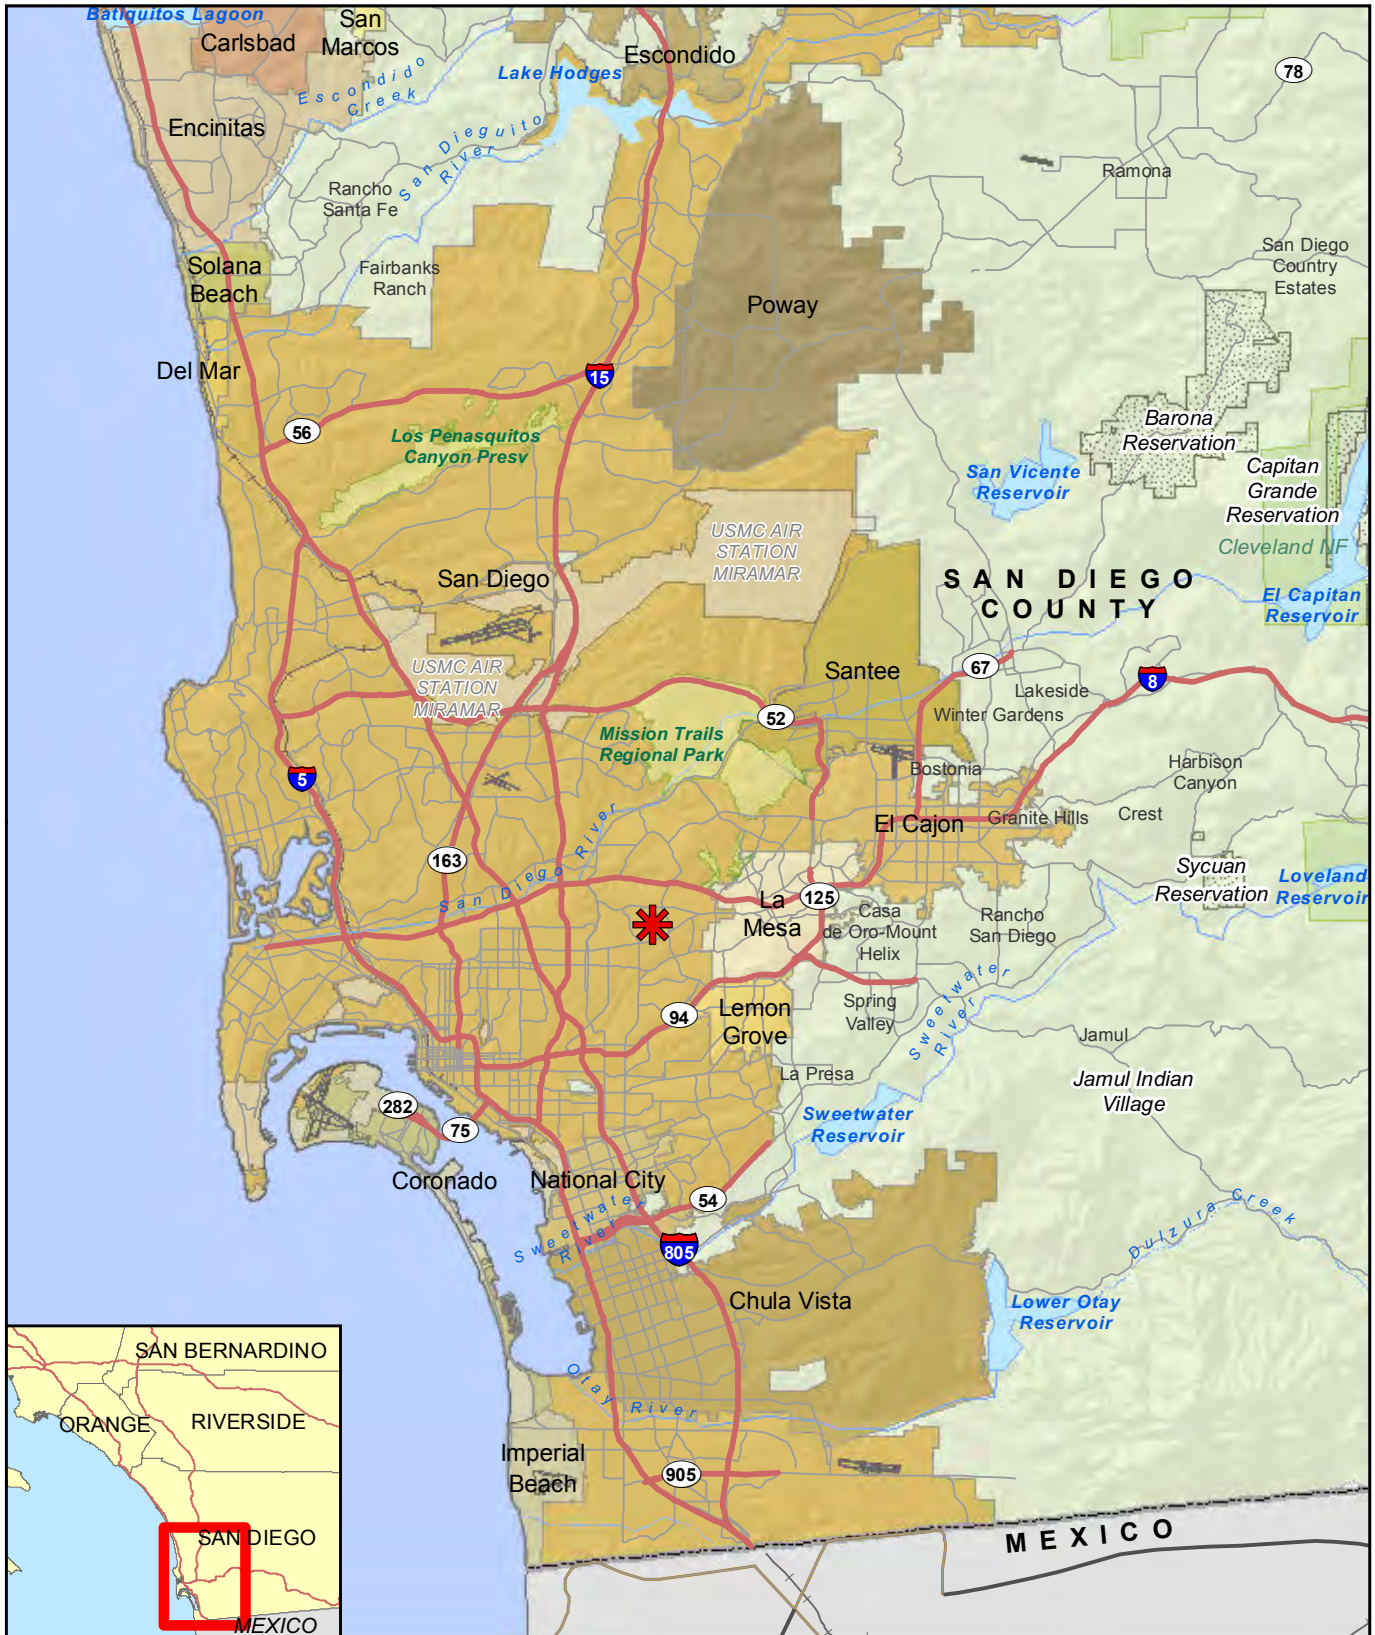 Batiquitos Lagoon
Carlsbad
San
Marcos
Escondido
Creek
Lake Hodges
Escondido
78
Encinitas
San Dieguito
River
Ramona
Rancho
Santa Fe
Solana
Beach
Fairbanks
Ranch
San Diego
Country
Estates
Poway
Del Mar
15
56
Los Penasquitos
Canyon Presv
Barona
Reservation
San Vicente
Reservoir
Capitan
Grande
Reservation
Cleveland NF
USMC AIR
STATION
MIRAMAR
San Diego
SAN DIEGO
COUNTY
El Capitan
Reservoir
USMC AIR
STATION
MIRAMAR
Santee
67
8
Lakeside
Winter Gardens
52
Mission Trails
Regional Park
5
Bostonia
Harbison
Canyon
El Cajon
Granite Hills
Crest
163
San Diego River
Sycuan
Reservation
Loveland
Reservoir
La
Mesa
125
Casa
de Oro-Mount
Helix
Rancho
San Diego
Sweetwater
River
94
Lemon
Grove
Spring
Valley
Jamul
La Presa
Jamul Indian
Village
282
75
Sweetwater
Reservoir
Coronado
National City
54
Sweetwater
River
Dulzura Creek
805
Chula Vista
Lower Otay
Reservoir
Otay River
Imperial
Beach
905
MEXICO
SAN BERNARDINO
ORANGE
RIVERSIDE
SAN DIEGO
MEXICO